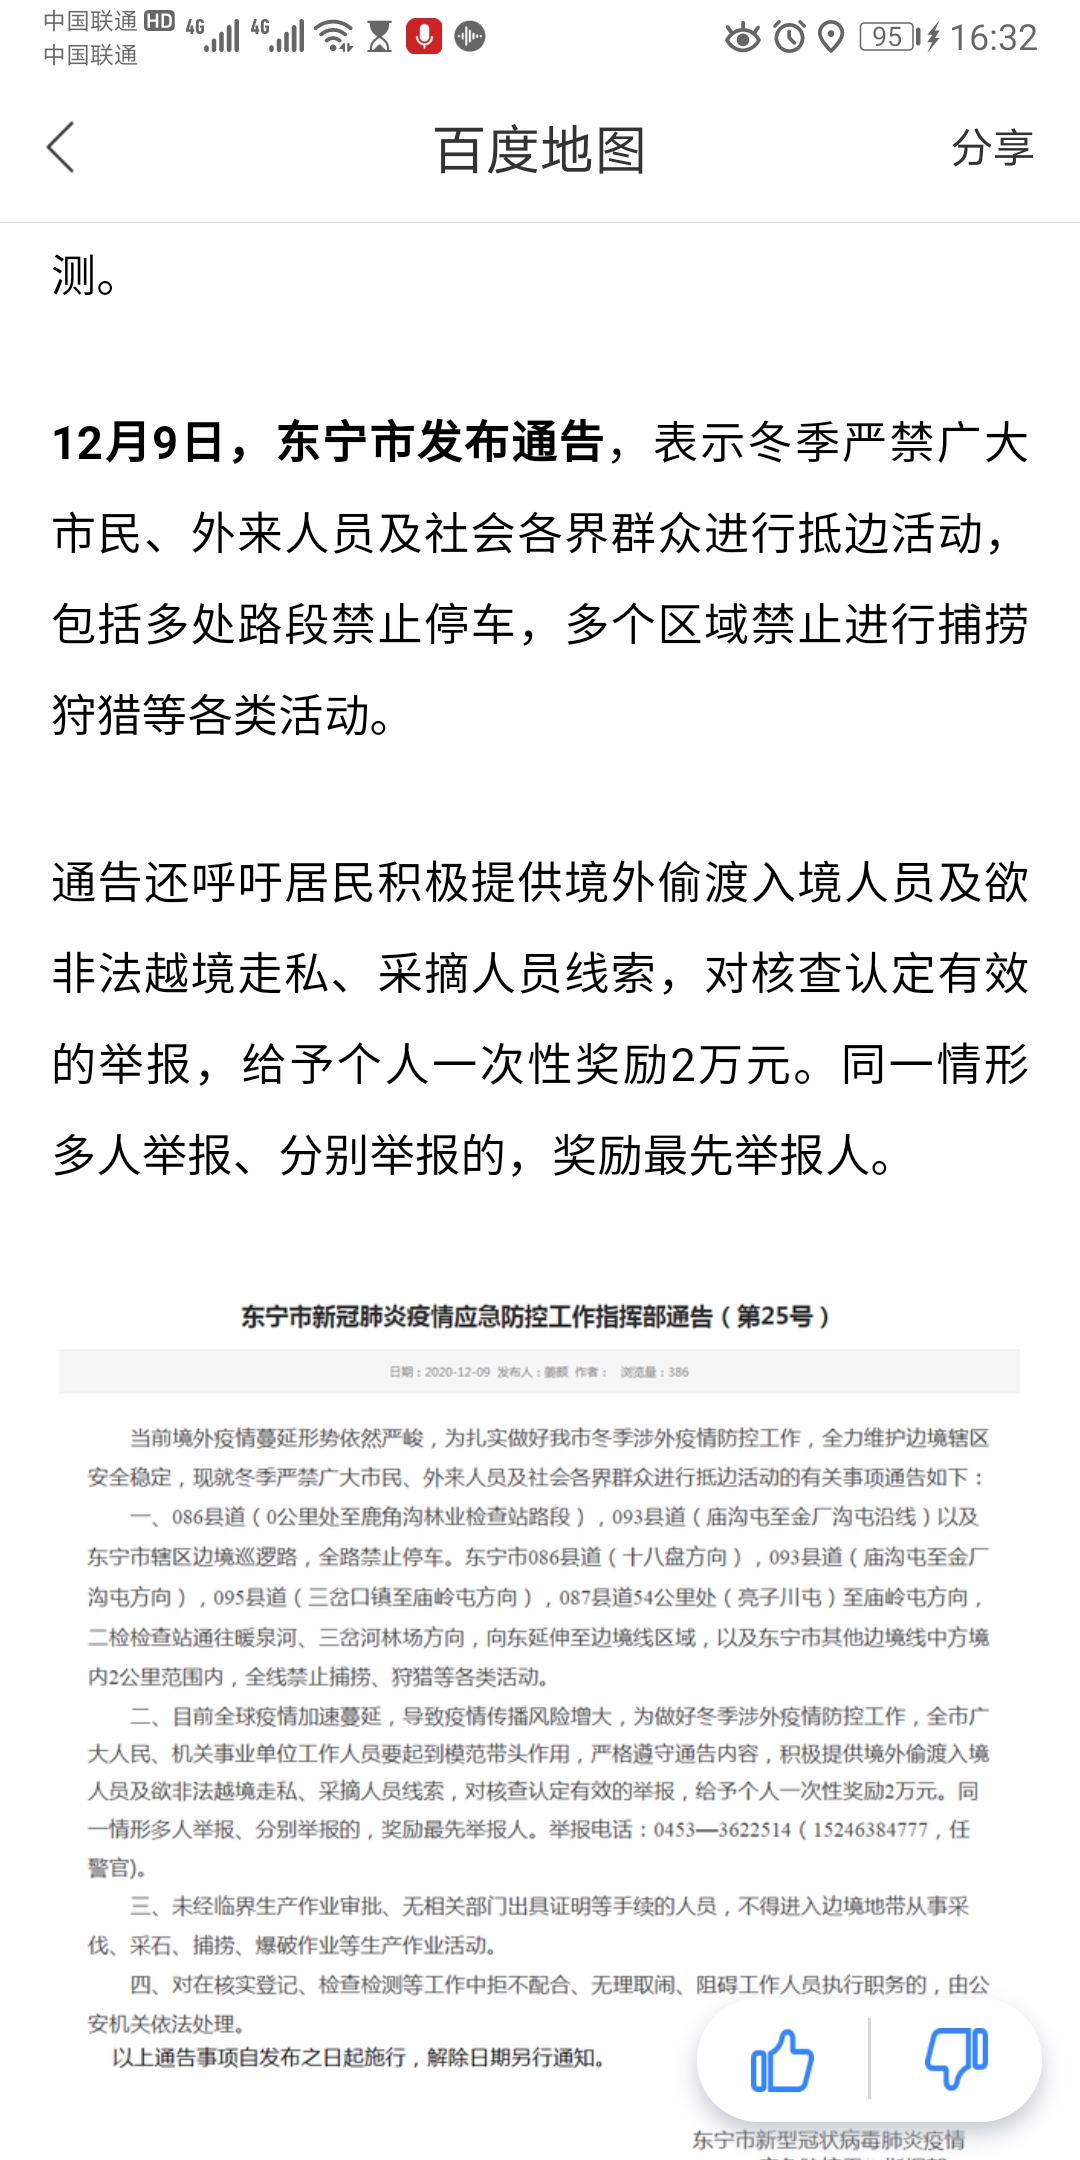 中国联通 HD 4G 4G 95 16:32
中国联通
百度地图 分享
测。
12月9日，东宁市发布通告，表示冬季严禁广大
市民、外来人员及社会各界群众进行抵边活动，
包括多处路段禁止停车，多个区域禁止进行捕捞
狩猎等各类活动。
通告还呼吁居民积极提供境外偷渡入境人员及欲
非法越境走私、采摘人员线索，对核查认定有效
的举报，给予个人一次性奖励2万元。同一情形
多人举报、分别举报的，奖励最先举报人。
东宁市新冠肺炎疫情应急防控工作指挥部通告（第25号）
日期：2020-12-09 发布人：姜颜 作者： 浏览量：386
当前境外疫情蔓延形势依然严峻，为扎实做好我市冬季涉外疫情防控工作，全力维护边境辖区
安全稳定，现就冬季严禁广大市民、外来人员及社会各界群众进行抵边活动的有关事项通告如下：
一、086县道（0公里处至鹿角沟林业检查站路段），093县道（庙沟屯至金厂沟屯沿线）以及
东宁市辖区边境巡逻路，全路禁止停车。东宁市086县道（十八盘方向），093县道（庙沟屯至金厂
沟屯方向），095县道（三岔口镇至庙岭屯方向），087县道54公里处（亮子川屯）至庙岭屯方向，
二检检查站通往暖泉河、三岔河林场方向，向东延伸至边境线区域，以及东宁市其他边境线中方境
内2公里范围内，全线禁止捕捞、狩猎等各类活动。
二、目前全球疫情加速蔓延，导致疫情传播风险增大，为做好冬季涉外疫情防控工作，全市广
大人民、机关事业单位工作人员要起到模范带头作用，严格遵守通告内容，积极提供境外偷渡入境
人员及欲非法越境走私、采摘人员线索，对核查认定有效的举报，给予个人一次性奖励2万元。同
一情形多人举报、分别举报的，奖励最先举报人。举报电话：0453—3622514（15246384777，任
警官)。
三、未经临界生产作业审批、无相关部门出具证明等手续的人员，不得进入边境地带从事采
伐、采石、捕捞、爆破作业等生产作业活动。
四、对在核实登记、检查检测等工作中拒不配合、无理取闹、阻碍工作人员执行职务的，由公
安机关依法处理。
以上通告事项自发布之日起施行，解除日期另行通知。
东宁市新型冠状病毒肺炎疫情